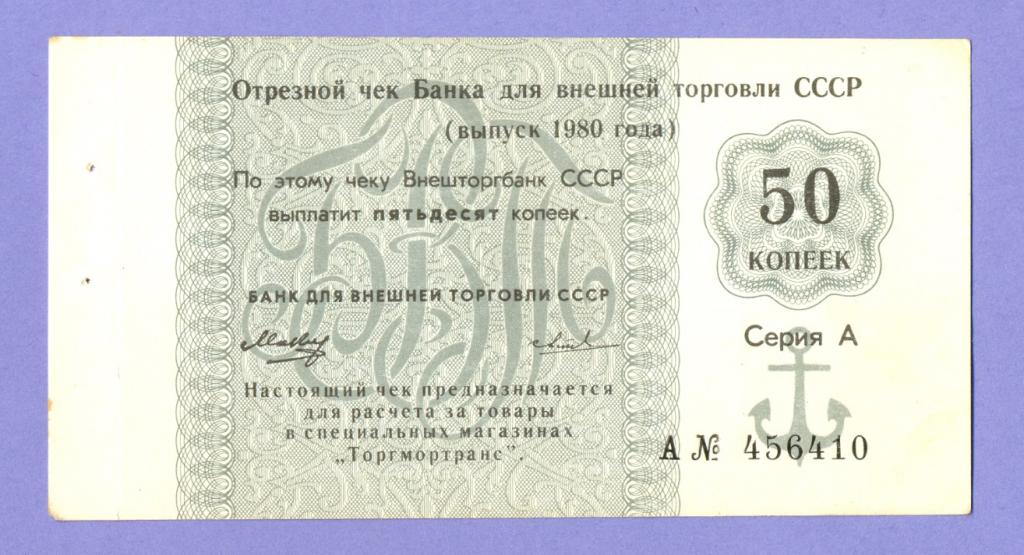 Отрезной чек Банка для внешней торговли СССР
(выпуск 1980 года)
По этому чеку Внешторгбанк СССР
выплатит пятьдесят копеек.
50
КОПЕЕК
БАНК ДЛЯ ВНЕШНЕЙ ТОРГОВЛИ СССР
Серия А
Настоящий чек предназначается
для расчета за товары
в специальных магазинах
„Торгмортранс".
А № 456410